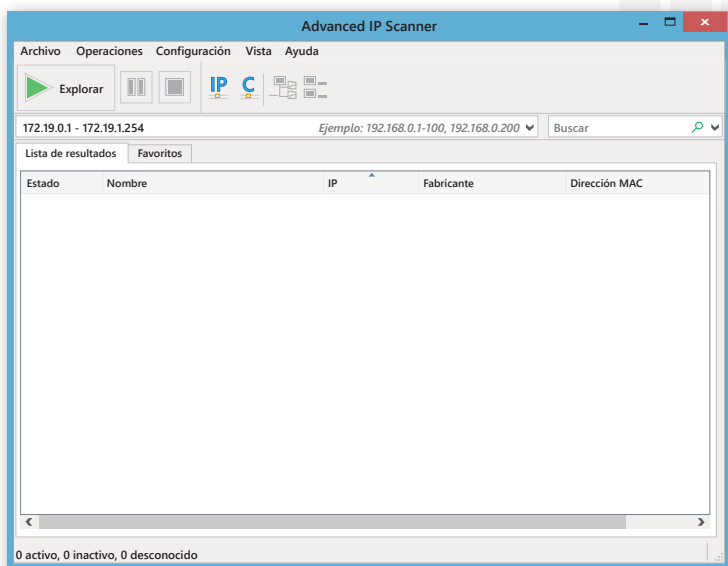 Advanced IP Scanner
Archivo Operaciones Configuración Vista Ayuda
Explorar IP C
172.19.0.1 - 172.19.1.254 Ejemplo: 192.168.0.1-100, 192.168.0.200 Buscar
Lista de resultados Favoritos
Estado Nombre IP Fabricante Dirección MAC
0 activo, 0 inactivo, 0 desconocido